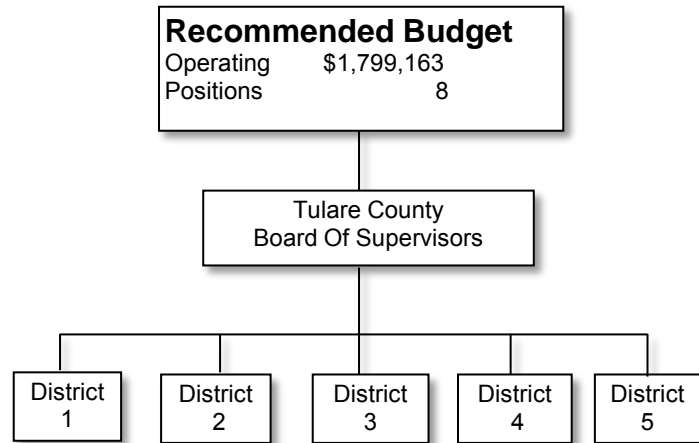 Recommended Budget
Operating $1,799,163
Positions 8
Tulare County
Board Of Supervisors
District
1
District
2
District
3
District
4
District
5